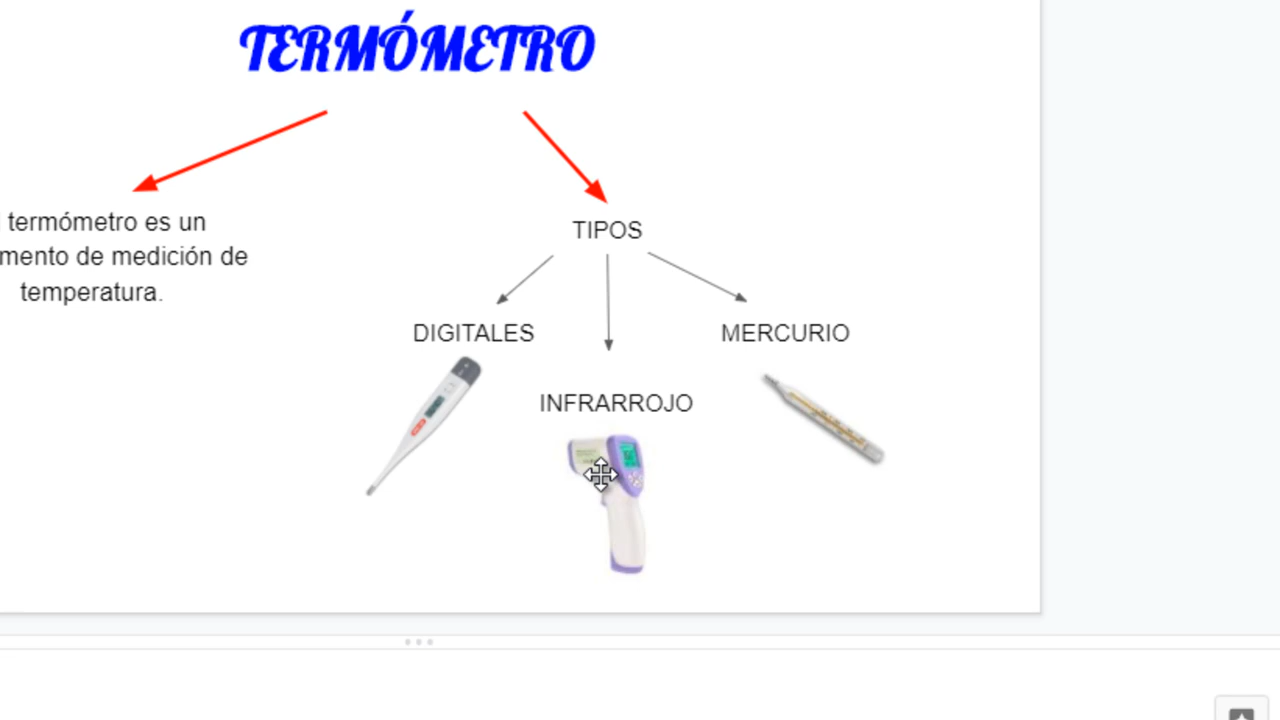 TERMÓMETRO
termómetro es un
mento de medición de
temperatura.
TIPOS
DIGITALES
MERCURIO
INFRARROJO